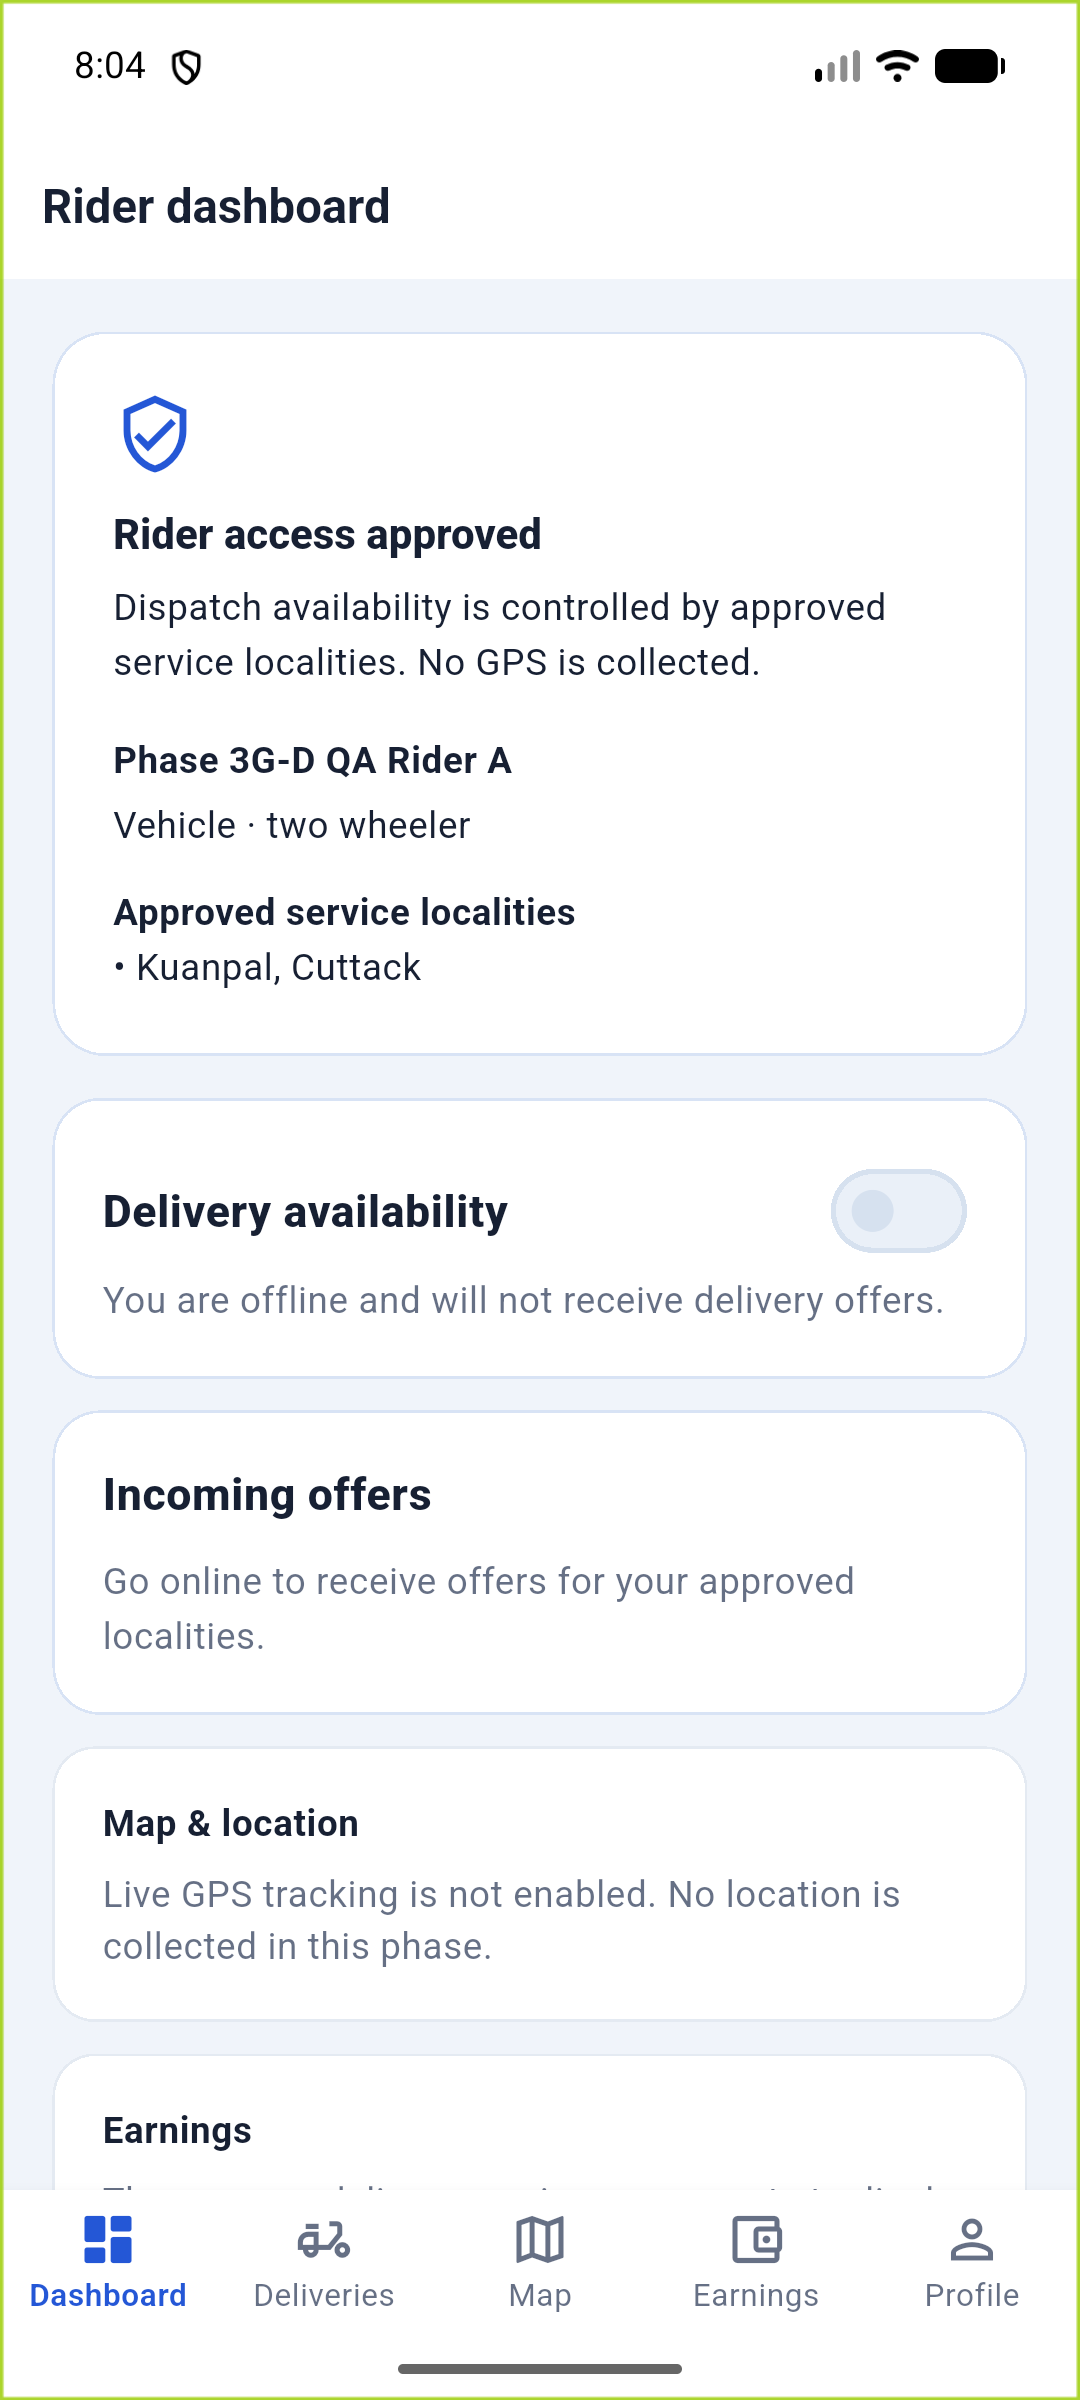 8:04
Rider dashboard
Rider access approved
Dispatch availability is controlled by approved
service localities. No GPS is collected.
Phase 3G-D QA Rider A
Vehicle · two wheeler
Approved service localities
• Kuanpal, Cuttack
Delivery availability
You are offline and will not receive delivery offers.
Incoming offers
Go online to receive offers for your approved
localities.
Map & location
Live GPS tracking is not enabled. No location is
collected in this phase.
Earnings
Dashboard
Deliveries
Map
Earnings
Profile